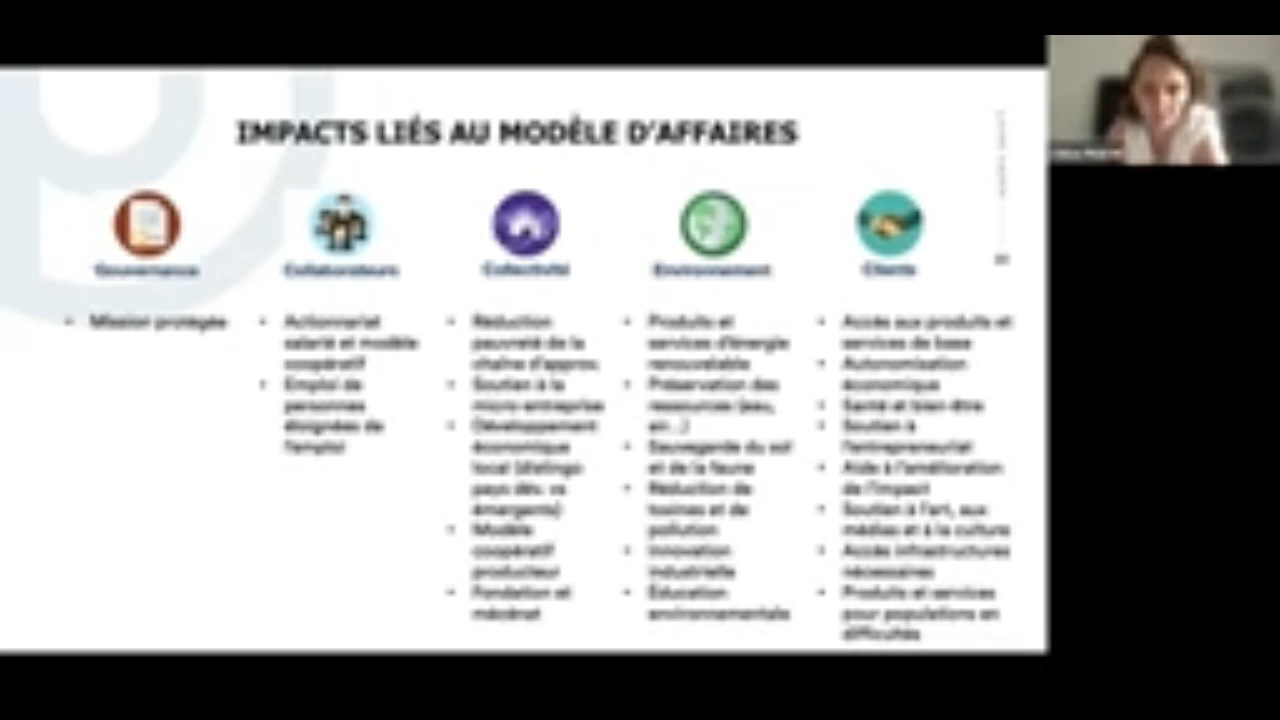 IMPACTS LIÉS AU MODÈLE D'AFFAIRES
Gouvernance
Collaborateurs
Collectivité
Environnement
Clients
• Mission protégée
• Actionnariat
salarié et modèle
coopératif
• Emploi de
personnes
éloignées de
l'emploi
• Réduction
pauvreté de la
chaîne d'approv.
• Soutien à la
micro entreprise
• Développement
économique
local (distingo
pays dév. vs
émergents)
• Modèle
coopératif
producteur
• Fondation et
mécénat
• Produits et
services d'énergie
renouvelable
• Préservation des
ressources (eau,
air…)
• Sauvegarde du sol
et de la faune
• Réduction de
toxines et de
pollution
• Innovation
industrielle
• Éducation
environnementale
• Accès aux produits et
services de base
• Autonomisation
économique
• Santé et bien-être
• Soutien à
l'entrepreneuriat
• Aide à l'amélioration
de l'impact
• Soutien à l'art, aux
médias et à la culture
• Accès infrastructures
nécessaires
• Produits et services
pour populations en
difficultés